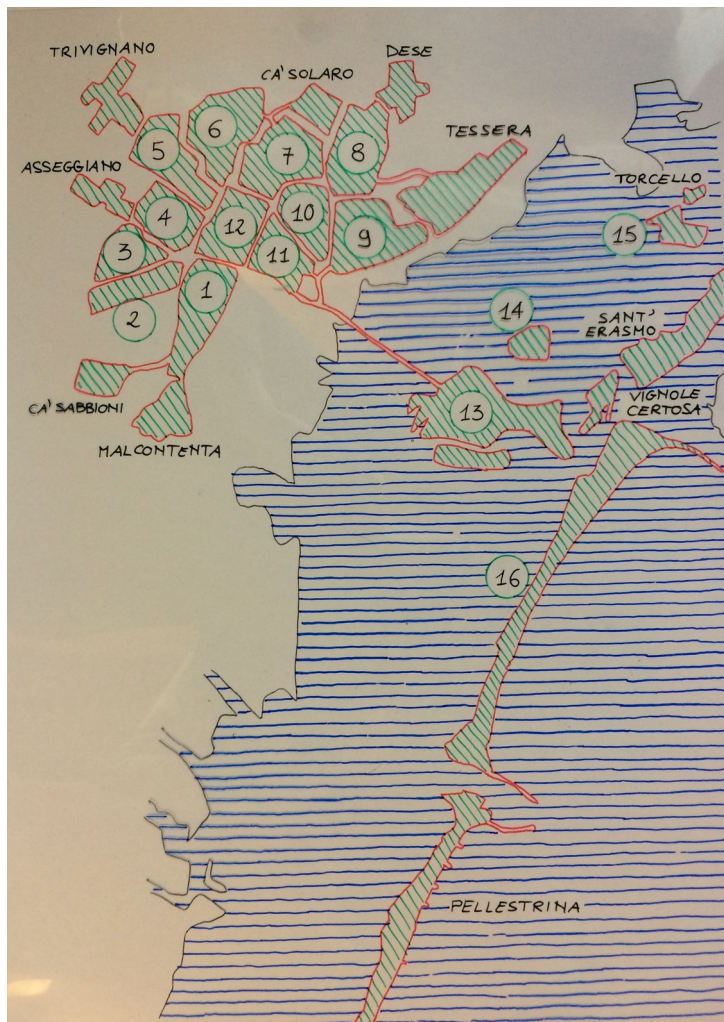 TRIVIGNANO
DESE
CA' SOLARO
6
TESSERA
5
7
8
ASSEGGIANO
TORCELLO
4
10
12
9
15
3
11
1
14
2
SANT'
ERASMO
CA' SABBIONI
13
VIGNOLE
CERTOSA
MALCONTENTA
16
PELLESTRINA